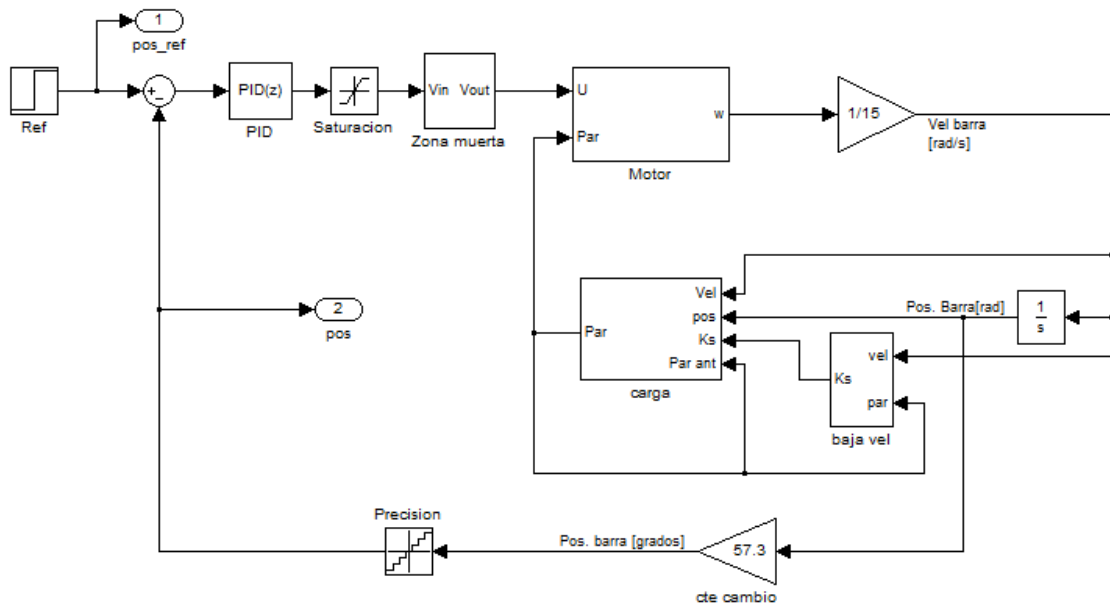 1
pos_ref
Ref
+
-
PID(z)
PID
Saturacion
Vin Vout
Zona muerta
U
Par
w
Motor
1/15
Vel barra
[rad/s]
2
pos
Vel
pos
Ks
Par ant
Par
carga
Pos. Barra[rad]
1
s
vel
Ks
par
baja vel
Precision
Pos. barra [grados]
57.3
cte cambio